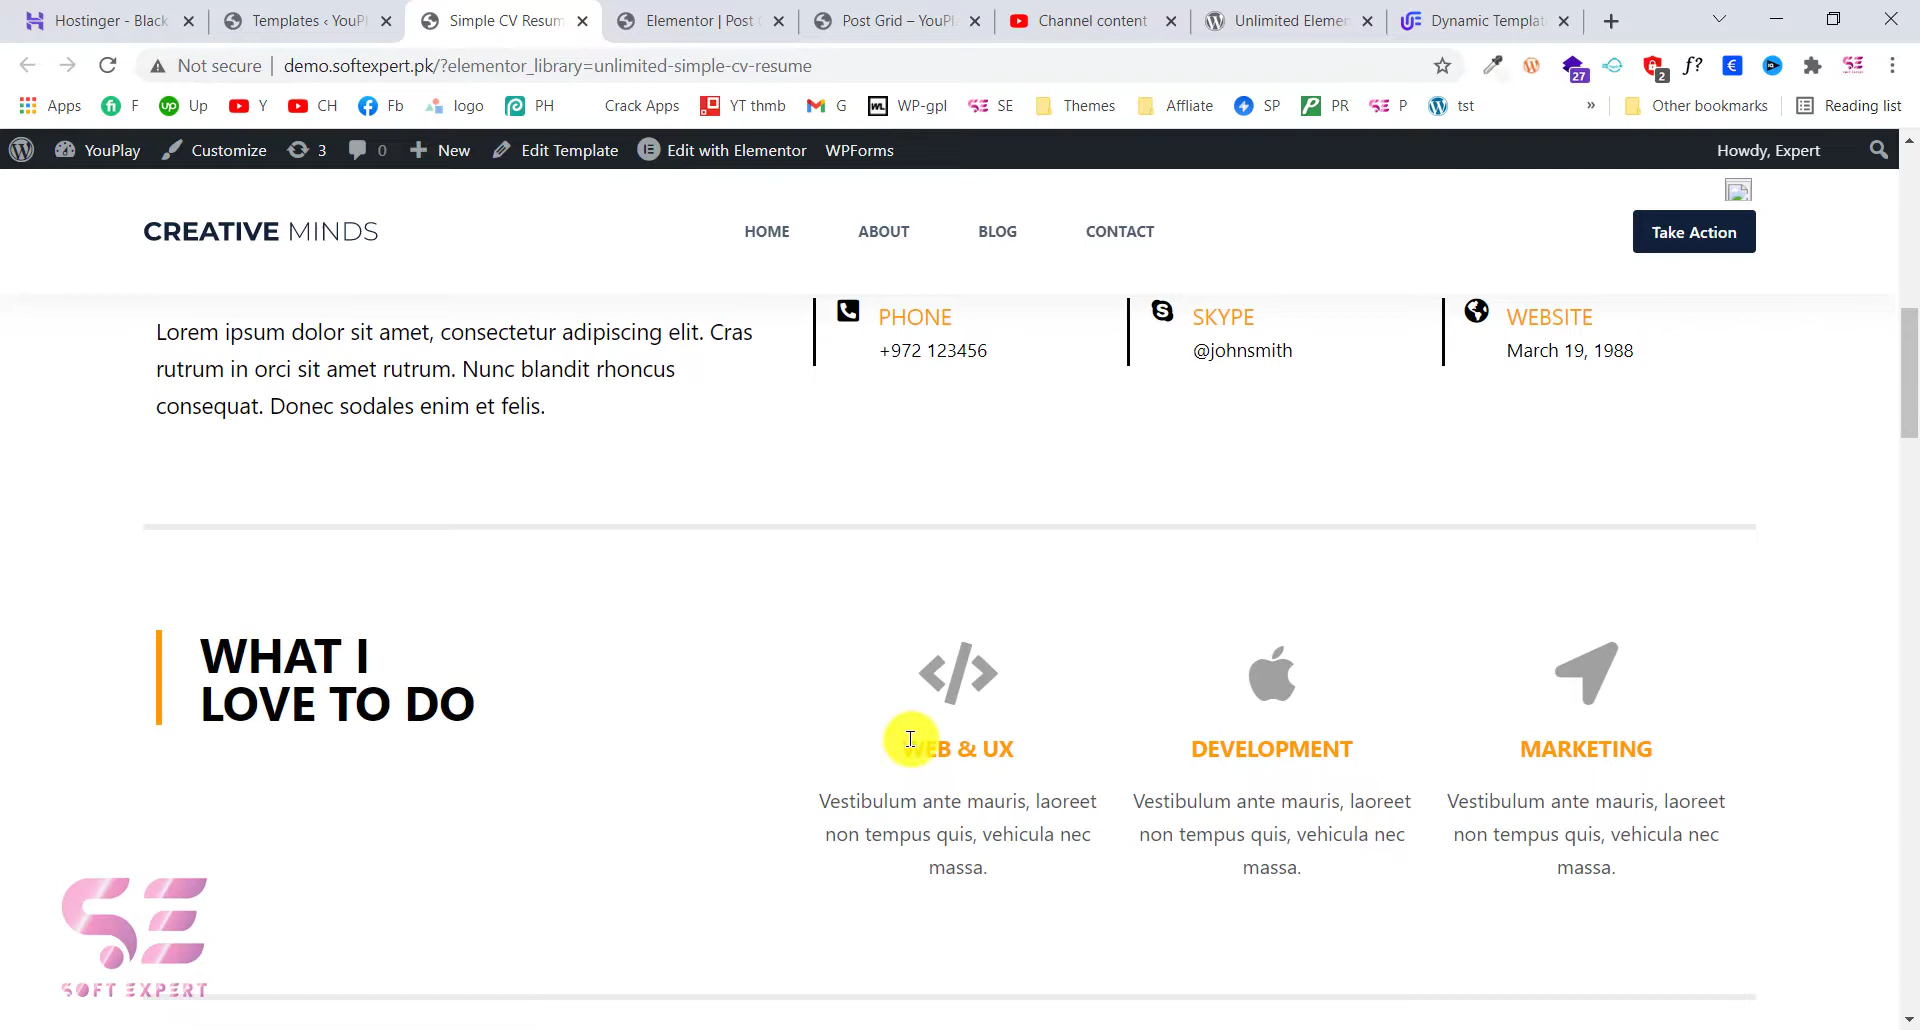 Hostinger - Black
Templates ‹ YouPl
Simple CV Resum
Elementor | Post
Post Grid – YouPl
Channel content
Unlimited Elemen
Dynamic Templat
Not secure
demo.softexpert.pk/?elementor_library=unlimited-simple-cv-resume
27
2
f?
Apps
F
Up
Y
CH
Fb
logo
PH
Crack Apps
YT thmb
G
WP-gpl
SE
Themes
Affliate
SP
PR
P
tst
»
Other bookmarks
Reading list
YouPlay
Customize
3
0
New
Edit Template
Edit with Elementor
WPForms
Howdy, Expert
CREATIVE MINDS
HOME
ABOUT
BLOG
CONTACT
Take Action
Lorem ipsum dolor sit amet, consectetur adipiscing elit. Cras
rutrum in orci sit amet rutrum. Nunc blandit rhoncus
consequat. Donec sodales enim et felis.
PHONE
+972 123456
SKYPE
@johnsmith
WEBSITE
March 19, 1988
WHAT I
LOVE TO DO
WEB & UX
Vestibulum ante mauris, laoreet
non tempus quis, vehicula nec
massa.
DEVELOPMENT
Vestibulum ante mauris, laoreet
non tempus quis, vehicula nec
massa.
MARKETING
Vestibulum ante mauris, laoreet
non tempus quis, vehicula nec
massa.
SE
SOFT EXPERT